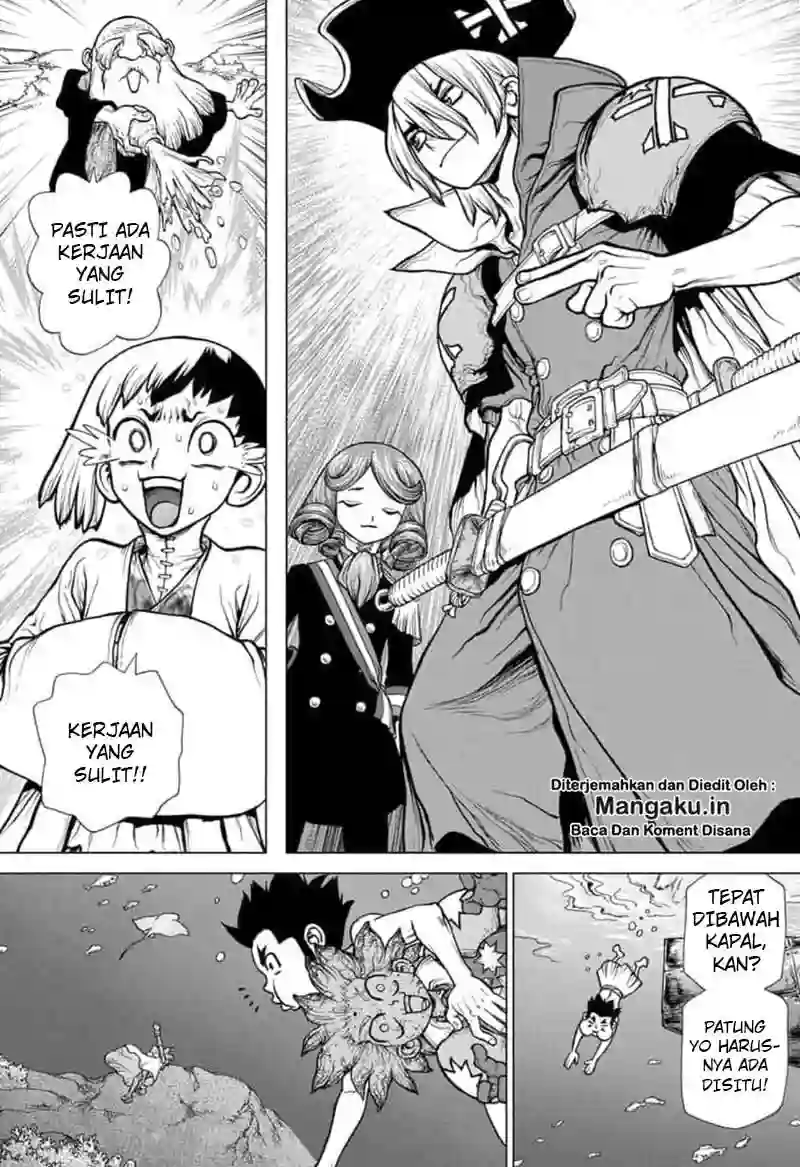 PASTI ADA
KERJAAN
YANG
SULIT!
KERJAAN
YANG
SULIT!!
Diterjemahkan dan Diedit Oleh :
Mangaku.in
Baca Dan Koment Disana
TEPAT
DIBAWAH
KAPAL,
KAN?
PATUNG
YO HARUS-
NYA ADA
DISITU!